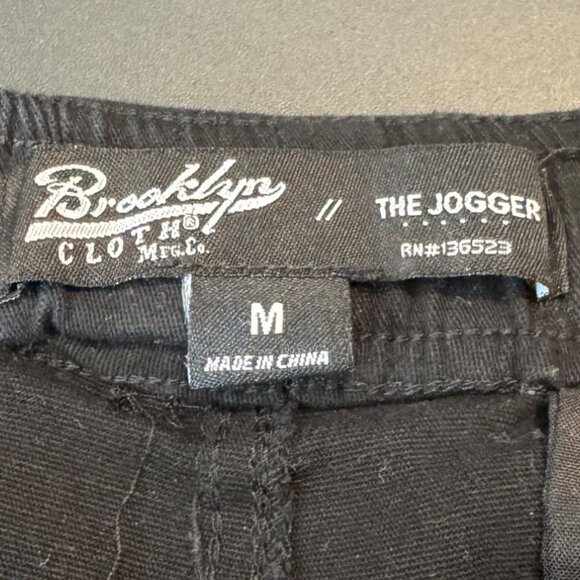 Brooklyn
CLOTH®
MFG.Co.
//
THE JOGGER
RN#136523
M
MADE IN CHINA